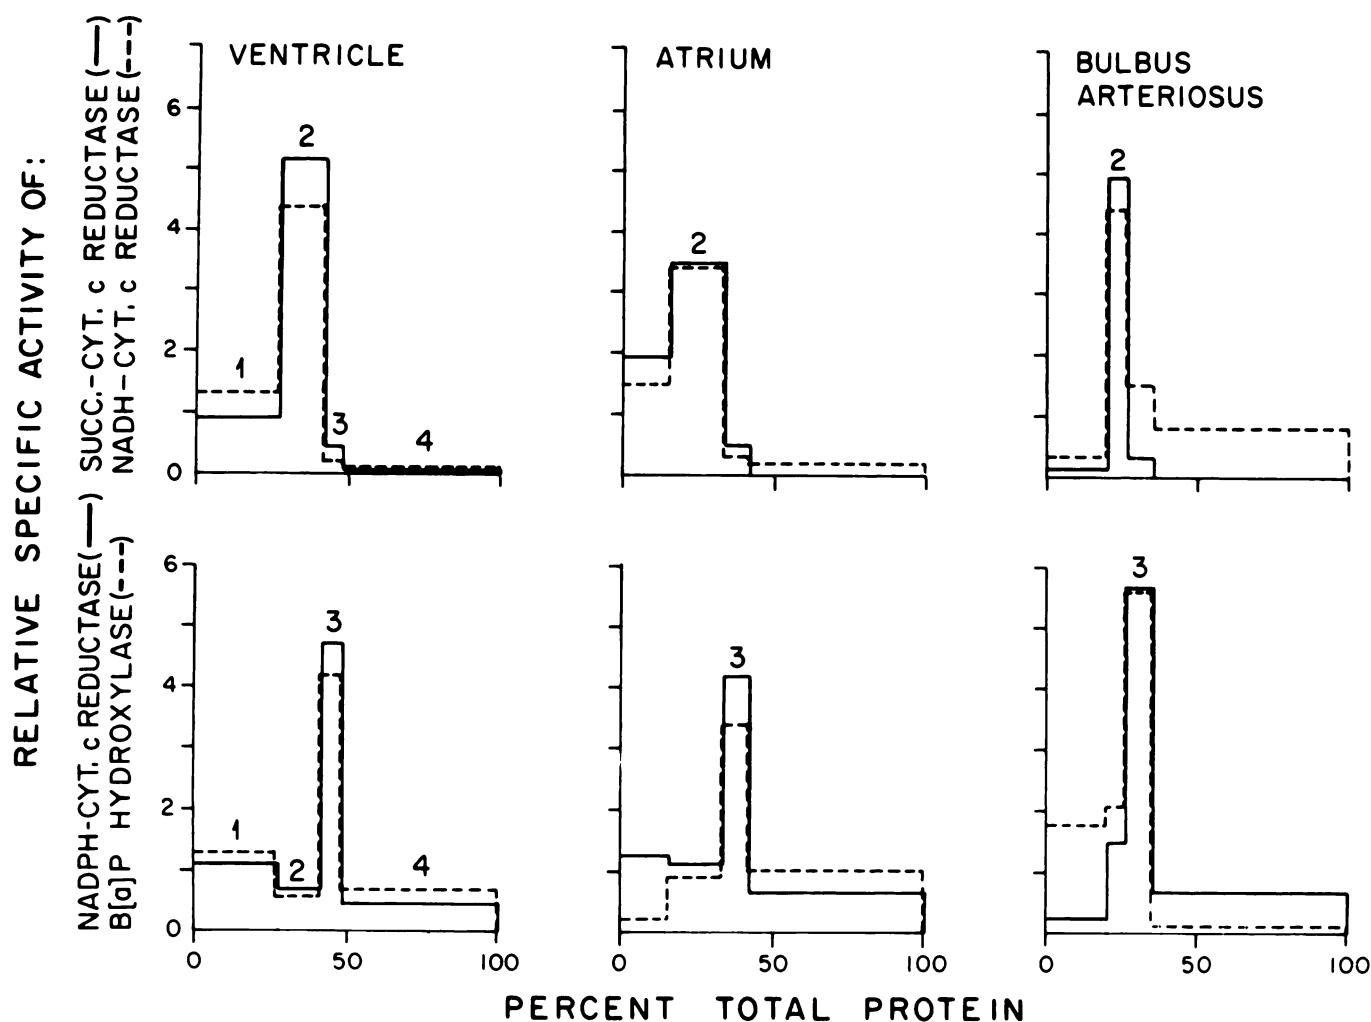 RELATIVE SPECIFIC ACTIVITY OF:
SUCC.-CYT. c REDUCTASE (—)
NADH-CYT. c REDUCTASE (---)
VENTRICLE
6
4
2
0
1
2
3
4
ATRIUM
2
BULBUS
ARTERIOSUS
2
NADPH-CYT. c REDUCTASE (—)
B[a]P HYDROXYLASE (---)
6
4
2
0
1
2
3
4
0 50 100
3
0 50 100
3
0 50 100
PERCENT TOTAL PROTEIN